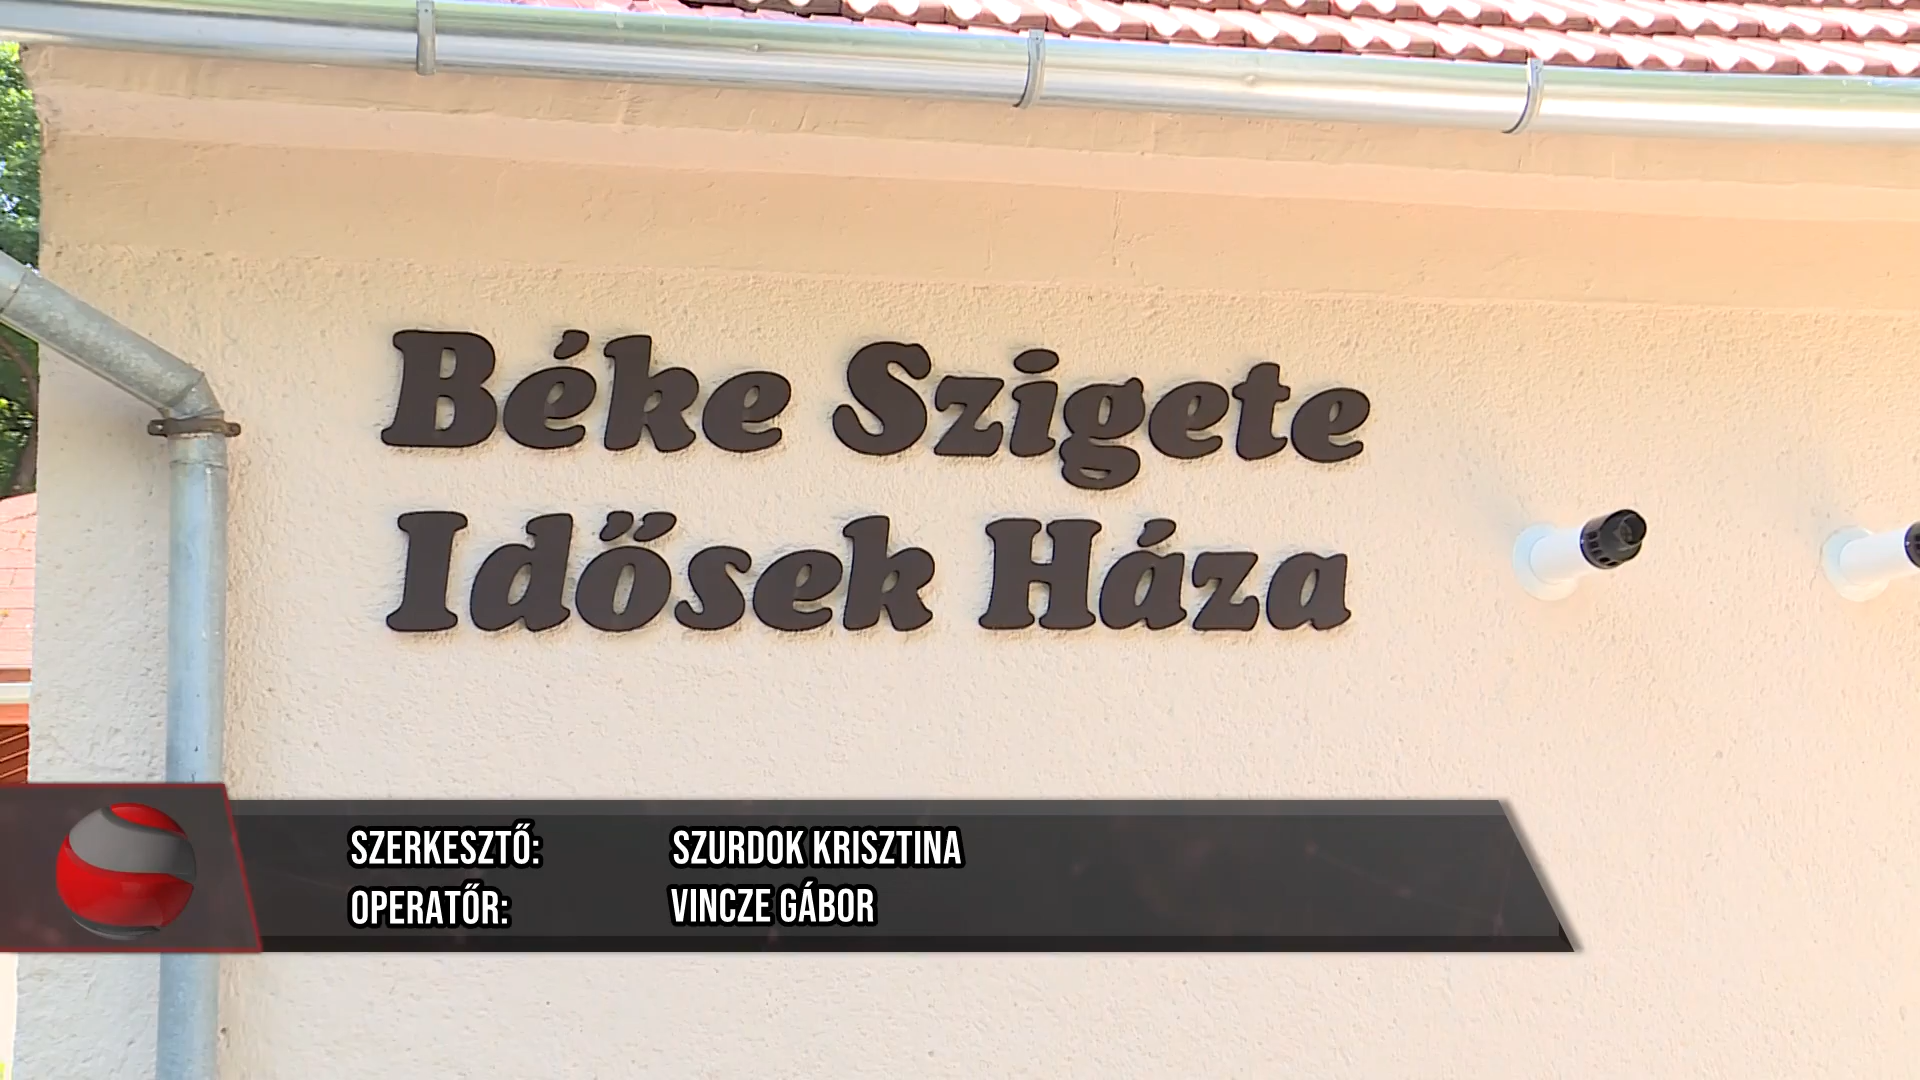 Béke Szigete
Idősek Háza
SZERKESZTŐ: SZURDOK KRISZTINA
OPERATŐR: VINCZE GÁBOR